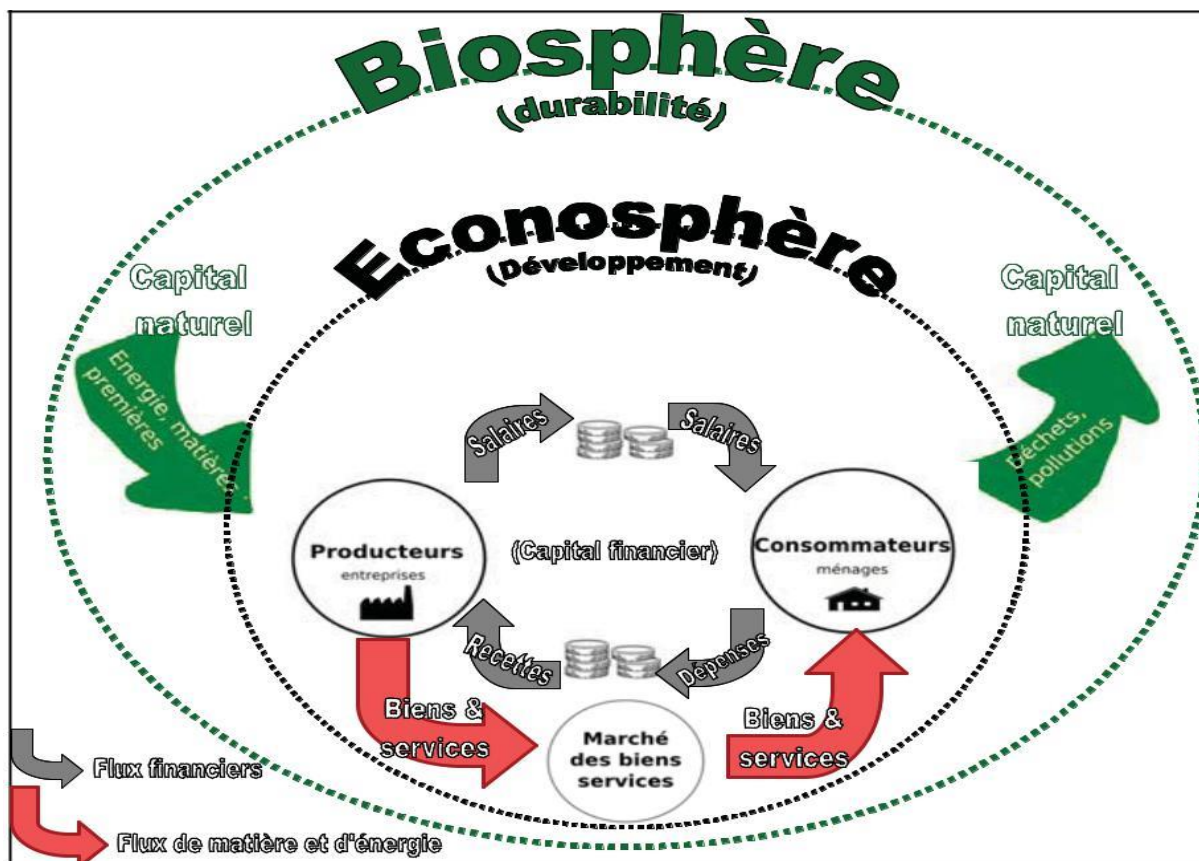 Biosphère
(durabilité)
Econosphère
(Développement)
Capital
naturel
Capital
naturel
Energie, matières
premières
Déchets,
pollutions
Salaires
Salaires
Producteurs
entreprises
(Capital financier)
Consommateurs
ménages
Recettes
Dépenses
Biens &
services
Marché
des biens
services
Biens &
services
Flux financiers
Flux de matière et d'énergie